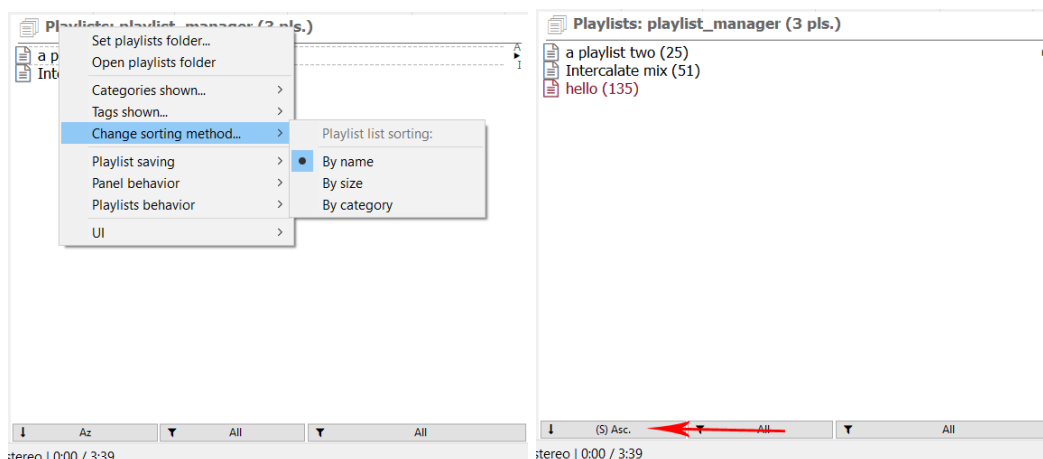 Playlists: playlist_manager (3 pls.)
a p
Int
A
I
Set playlists folder...
Open playlists folder
Categories shown...
Tags shown...
Change sorting method...
Playlist saving
Panel behavior
Playlists behavior
UI
Playlist list sorting:
By name
By size
By category
Az
All
All
stereo | 0:00 / 3:39
Playlists: playlist_manager (3 pls.)
a playlist two (25)
Intercalate mix (51)
hello (135)
(S) Asc.
All
All
stereo | 0:00 / 3:39